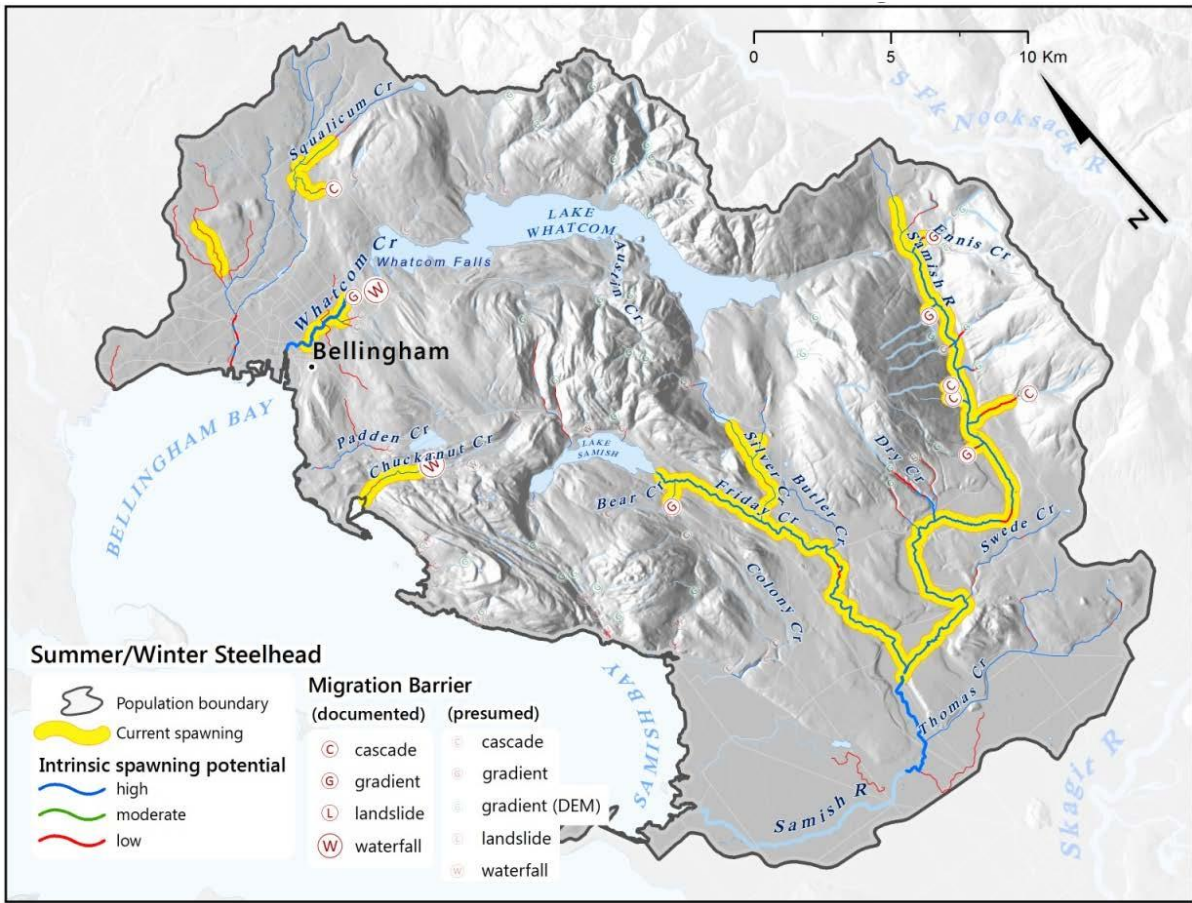 0 5 10 Km
S Fk Nooksack R
N
Squalicum Cr
C
LAKE
WHATCOM
Whatcom Cr
Whatcom Falls
G W
Austin Cr
Bellingham
BELLINGHAM BAY
Padden Cr
Chuckanut Cr
W
LAKE
SAMISH
Bear Cr
G
Friday Cr
Silver Cr
Butler Cr
Colony Cr
Dry Cr
Samish R
Ennis Cr
G
G
C
C
C
G
Swede Cr
Thomas Cr
Samish R
SAMISH BAY
Skagit R
Summer/Winter Steelhead
Population boundary
Current spawning
Intrinsic spawning potential
high
moderate
low
Migration Barrier
(documented)
C cascade
G gradient
L landslide
W waterfall
(presumed)
C cascade
G gradient
gradient (DEM)
landslide
W waterfall